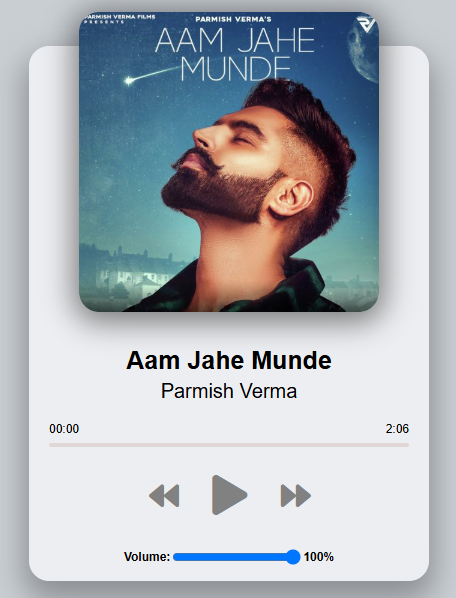 PARMISH VERMA FILMS
PRESENTS
PARMISH VERMA'S
AAM JAHE
MUNDE
Aam Jahe Munde
Parmish Verma
00:00 2:06
Volume: 100%